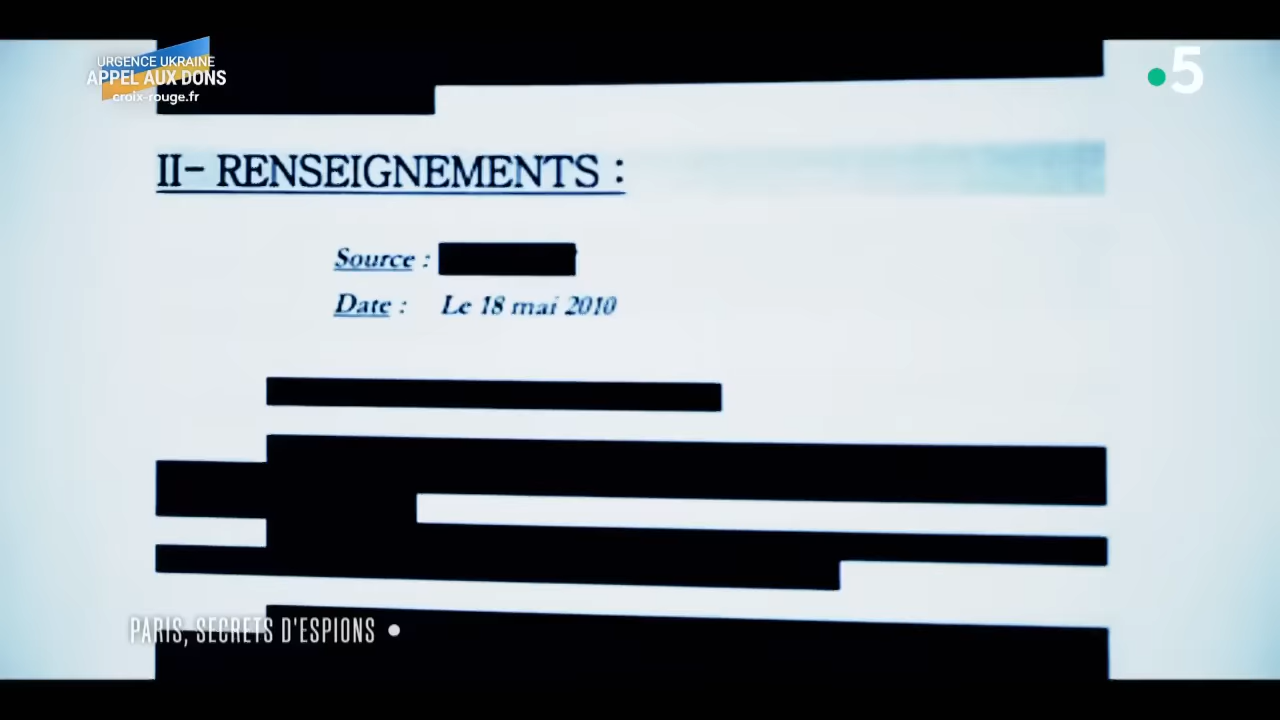 URGENCE UKRAINE
APPEL AUX DONS
croix-rouge.fr
5
II- RENSEIGNEMENTS :
Source :
Date : Le 18 mai 2010
PARIS, SECRETS D'ESPIONS